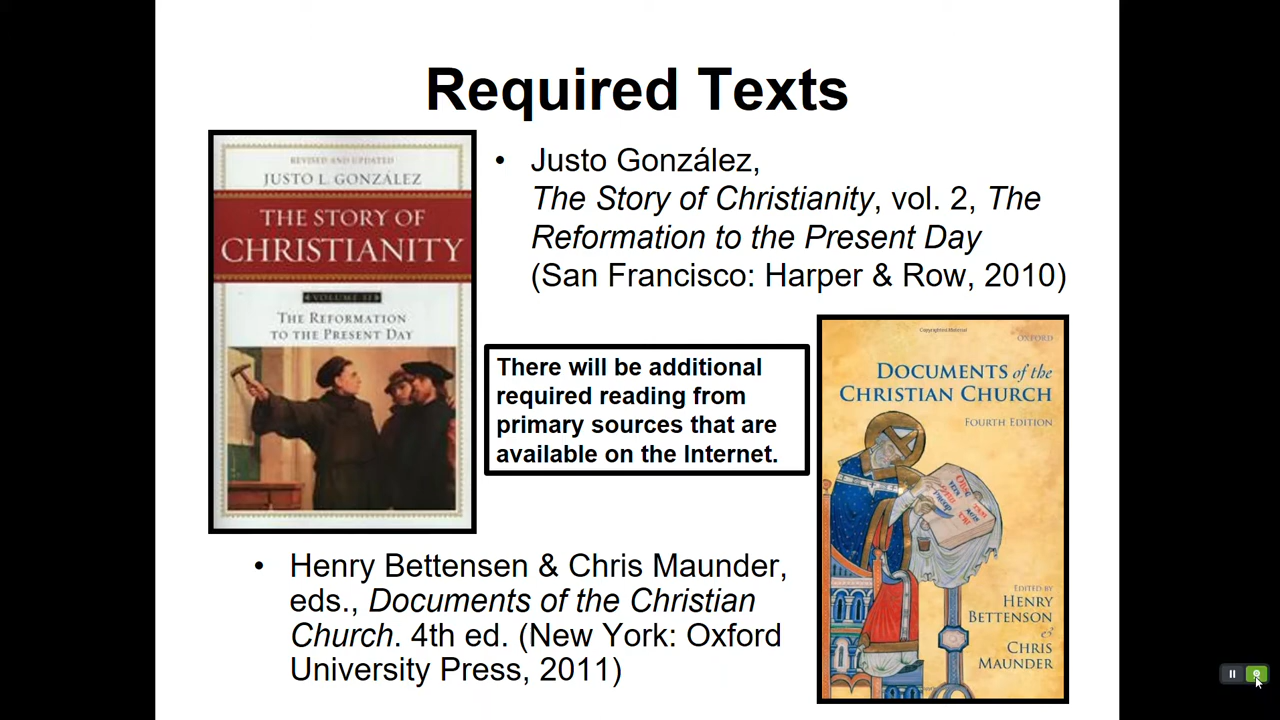 Required Texts
REVISED AND UPDATED
JUSTO L. GONZÁLEZ
THE STORY OF
CHRISTIANITY
VOLUME II
THE REFORMATION
TO THE PRESENT DAY
• Justo González,
The Story of Christianity, vol. 2, The
Reformation to the Present Day
(San Francisco: Harper & Row, 2010)
There will be additional
required reading from
primary sources that are
available on the Internet.
Copyrighted Material
OXFORD
DOCUMENTS of the
CHRISTIAN CHURCH
FOURTH EDITION
EDITED BY
HENRY
BETTENSON
&
CHRIS
MAUNDER
• Henry Bettensen & Chris Maunder,
eds., Documents of the Christian
Church. 4th ed. (New York: Oxford
University Press, 2011)